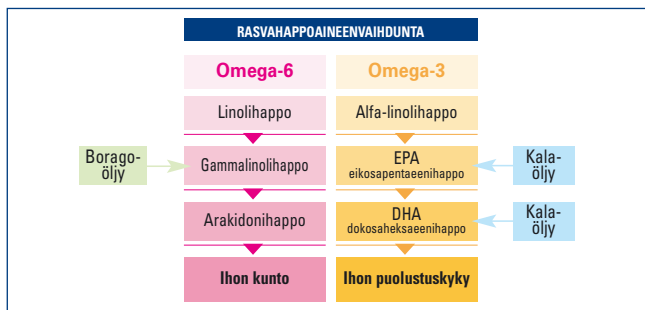 RASVAHAPPOAINEENVAIHDUNTA
Omega-6
Omega-3
Linolihappo
Alfa-linolihappo
Borago-
öljy
Gammalinolihappo
EPA
eikosapentaeenihappo
Kala-
öljy
Arakidonihappo
DHA
dokosaheksaeenihappo
Kala-
öljy
Ihon kunto
Ihon puolustuskyky